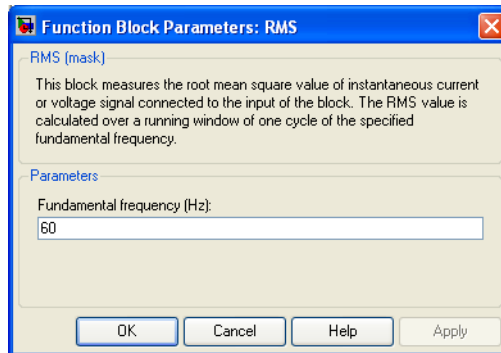 Function Block Parameters: RMS
RMS (mask)
This block measures the root mean square value of instantaneous current
or voltage signal connected to the input of the block. The RMS value is
calculated over a running window of one cycle of the specified
fundamental frequency.
Parameters
Fundamental frequency (Hz):
60
OK Cancel Help Apply